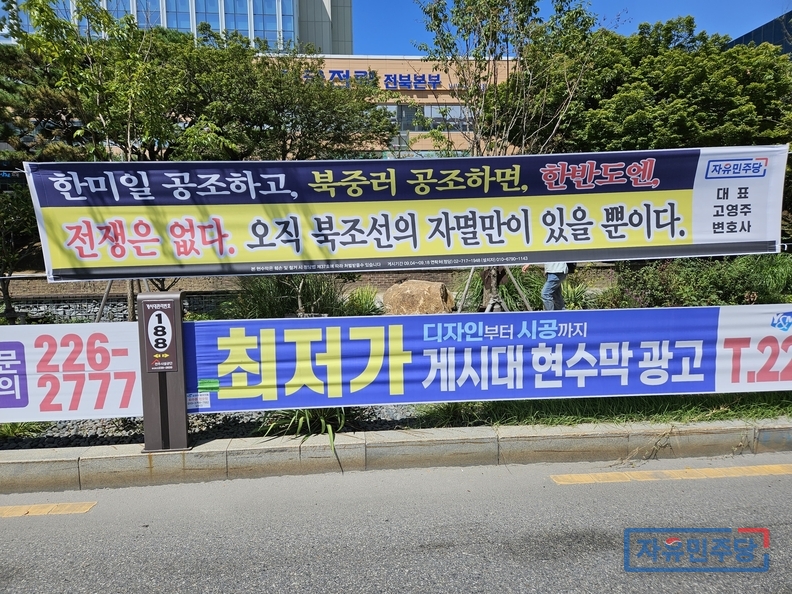 전북본부
한미일 공조하고, 북중러 공조하면, 한반도엔,
전쟁은 없다. 오직 북조선의 자멸만이 있을 뿐이다.
자유민주당
대 표
고영주
변호사
188
문의
226-
2777
최저가
디자인부터 시공까지
게시대 현수막 광고
T.22
자유민주당